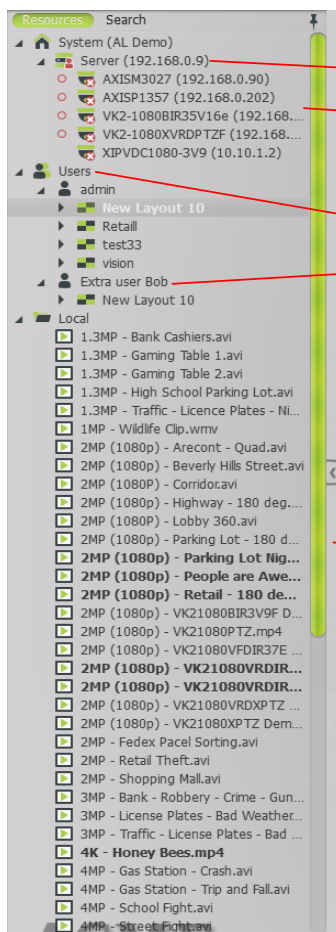 Resources Search
System (AL Demo)
Server (192.168.0.9)
AXISM3027 (192.168.0.90)
AXISP1357 (192.168.0.202)
VK2-1080BIR35V16e (192.168....
VK2-1080XVRDPTZF (192.168....
XIPVDC1080-3V9 (10.10.1.2)
Users
admin
New Layout 10
Retaill
test33
vision
Extra user Bob
New Layout 10
Local
1.3MP - Bank Cashiers.avi
1.3MP - Gaming Table 1.avi
1.3MP - Gaming Table 2.avi
1.3MP - High School Parking Lot.avi
1.3MP - Traffic - Licence Plates - Ni...
1MP - Wildlife Clip.wmv
2MP (1080p) - Arecont - Quad.avi
2MP (1080p) - Beverly Hills Street.avi
2MP (1080P) - Corridor.avi
2MP (1080p) - Highway - 180 deg....
2MP (1080P) - Lobby 360.avi
2MP (1080p) - Parking Lot - 180 d...
2MP (1080p) - Parking Lot Nig...
2MP (1080p) - People are Awe...
2MP (1080p) - Retail - 180 de...
2MP (1080p) - VK21080BIR3V9F D...
2MP (1080p) - VK21080PTZ.mp4
2MP (1080p) - VK21080VFDIR37E ...
2MP (1080p) - VK21080VRDIR...
2MP (1080p) - VK21080VRDIR...
2MP (1080p) - VK21080VRDXPTZ ...
2MP (1080p) - VK21080XPTZ Dem...
2MP - Fedex Pacel Sorting.avi
2MP - Retail Theft.avi
2MP - Shopping Mall.avi
3MP - Bank - Robbery - Crime - Gun...
3MP - License Plates - Bad Weather...
3MP - Traffic - License Plates - Bad ...
4K - Honey Bees.mp4
4MP - Gas Station - Crash.avi
4MP - Gas Station - Trip and Fall.avi
4MP - School Fight.avi
4MP - Street Fight.avi